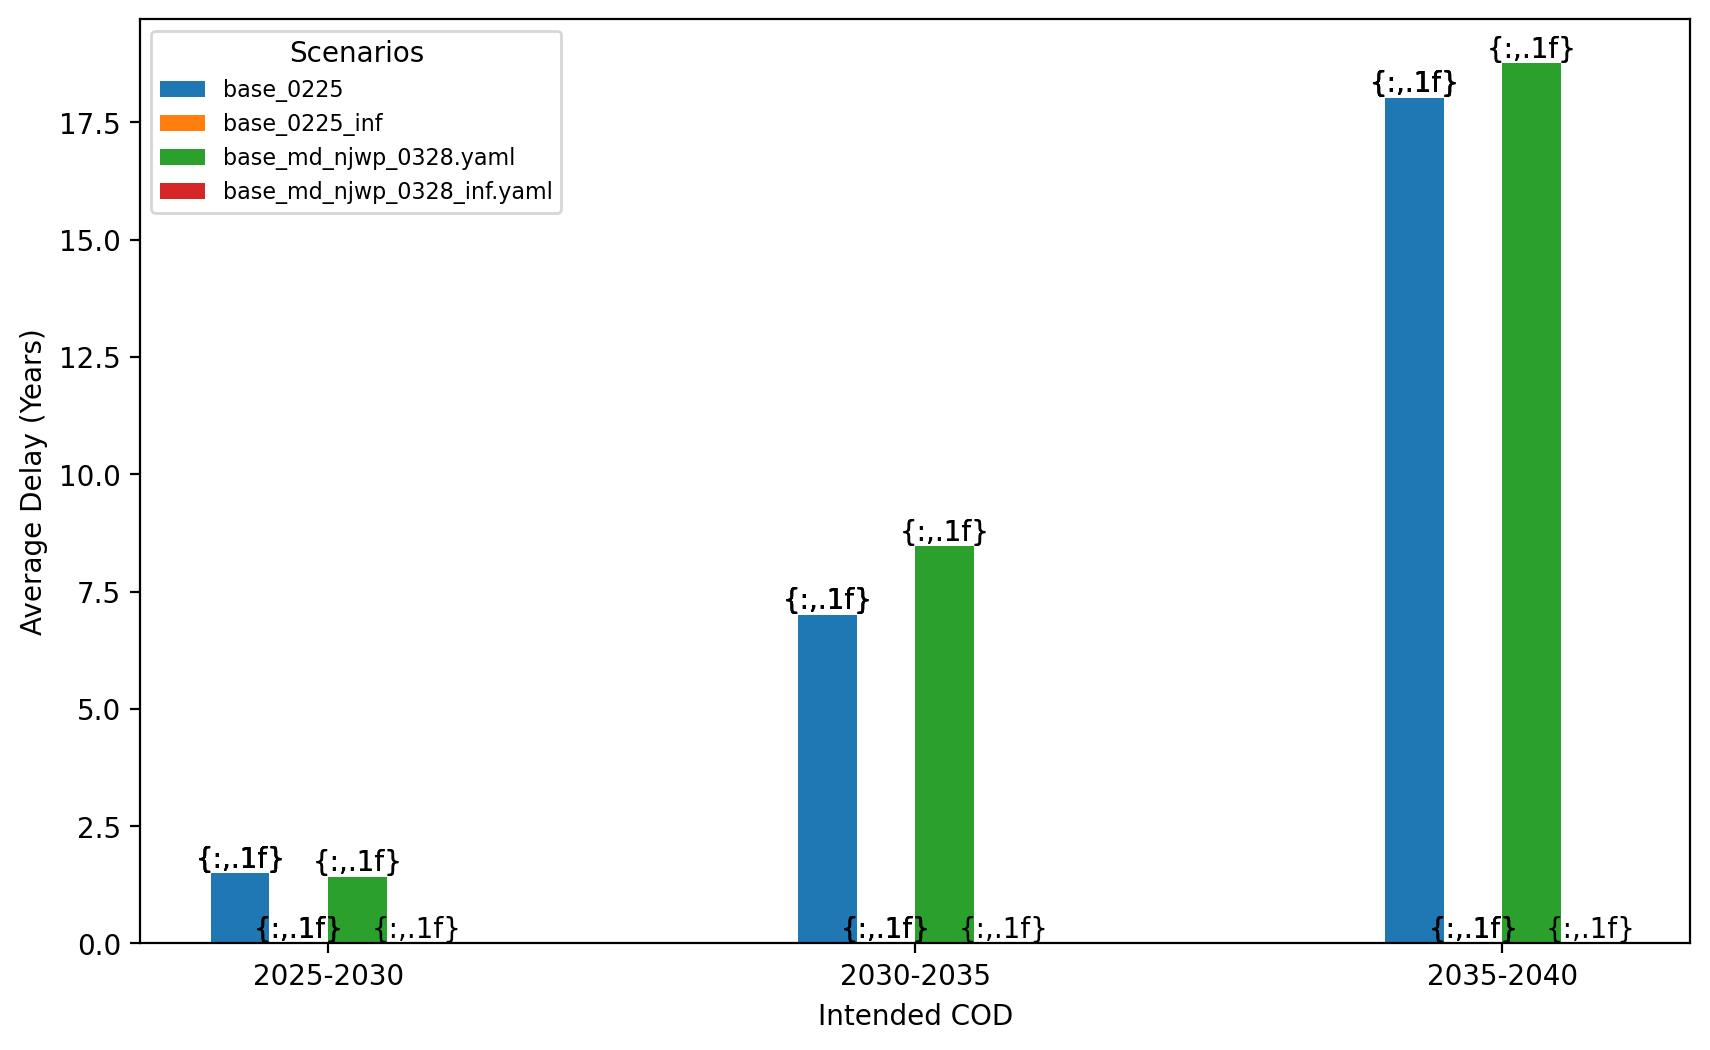 Scenarios
base_0225
base_0225_inf
base_md_njwp_0328.yaml
base_md_njwp_0328_inf.yaml
Average Delay (Years)
17.5
15.0
12.5
10.0
7.5
5.0
2.5
0.0
{:,.1f}
{:,.1f}
{:,.1f}
{:,.1f}
{:,.1f}
{:,.1f}
{:,.1f}
{:,.1f}
{:,.1f}
{:,.1f}
{:,.1f}
{:,.1f}
2025-2030
2030-2035
2035-2040
Intended COD